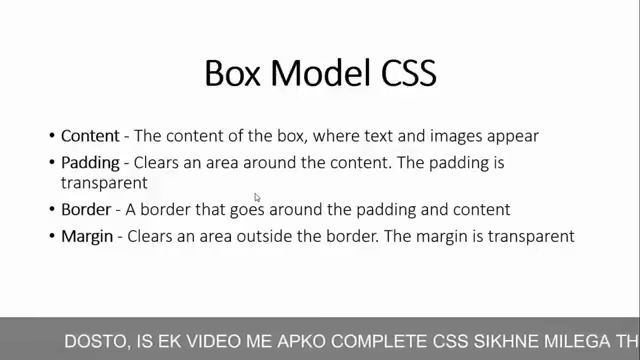 Box Model CSS
• Content - The content of the box, where text and images appear
• Padding - Clears an area around the content. The padding is
transparent
• Border - A border that goes around the padding and content
• Margin - Clears an area outside the border. The margin is transparent
DOSTO, IS EK VIDEO ME APKO COMPLETE CSS SIKHNE MILEGA TH